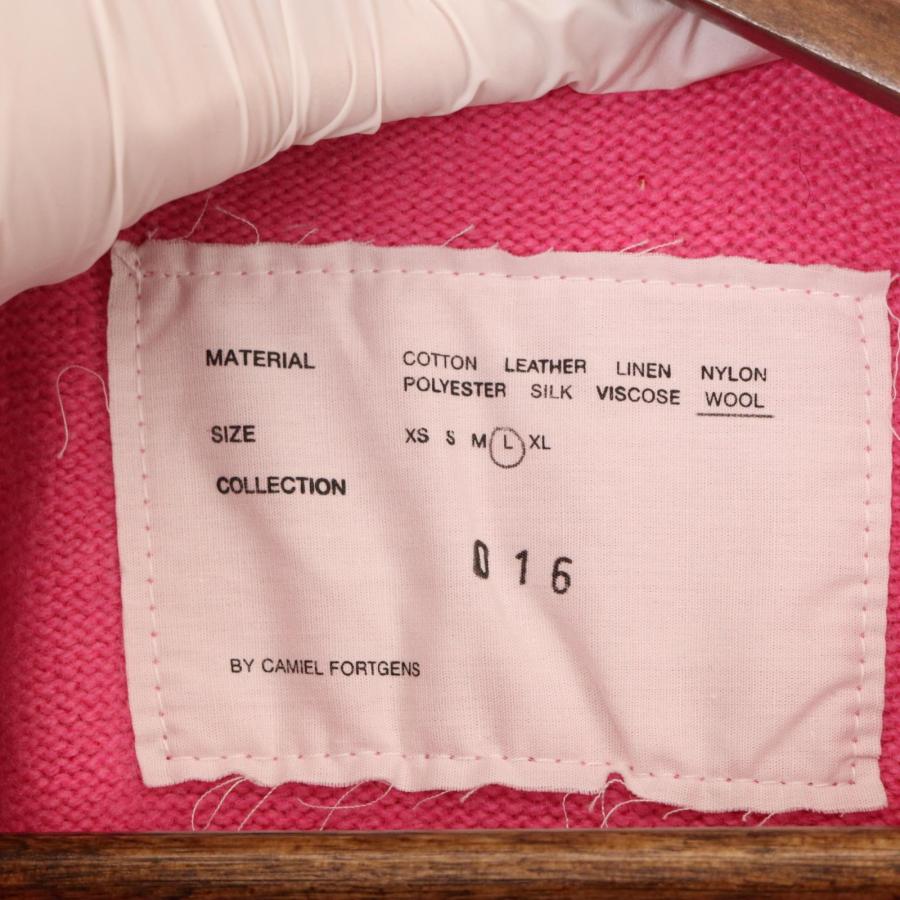 MATERIAL COTTON LEATHER LINEN NYLON
POLYESTER SILK VISCOSE WOOL
SIZE XS S M L XL
COLLECTION
016
BY CAMIEL FORTGENS